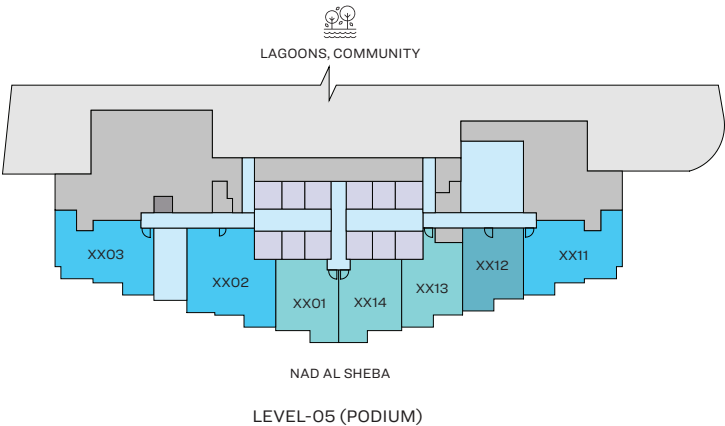 LAGOONS, COMMUNITY
XX03
XX02
XX01
XX14
XX13
XX12
XX11
NAD AL SHEBA
LEVEL-05 (PODIUM)